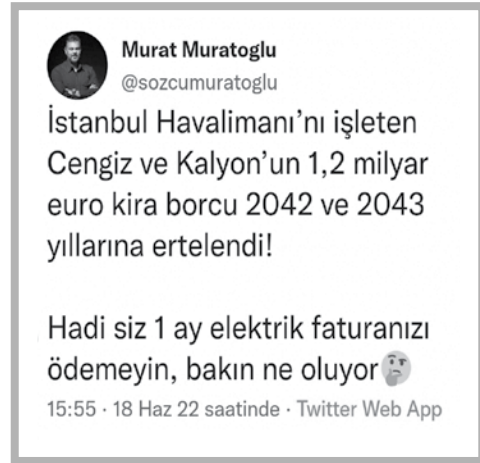 Murat Muratoglu
@sozcumuratoglu
İstanbul Havalimanı’nı işleten
Cengiz ve Kalyon’un 1,2 milyar
euro kira borcu 2042 ve 2043
yıllarına ertelendi!
Hadi siz 1 ay elektrik faturanızı
ödemeyin, bakın ne oluyor🤔
15:55 · 18 Haz 22 saatinde · Twitter Web App